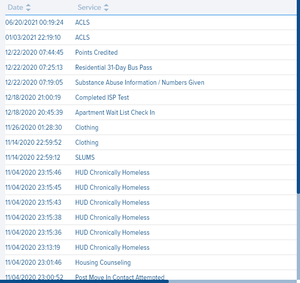 Date Service
06/20/2021 00:19:24 ACLS
01/03/2021 22:19:10 ACLS
12/22/2020 07:44:45 Points Credited
12/22/2020 07:25:13 Residential 31-Day Bus Pass
12/22/2020 07:19:05 Substance Abuse Information / Numbers Given
12/18/2020 21:00:19 Completed ISP Test
12/18/2020 20:45:39 Apartment Wait List Check In
11/26/2020 01:28:30 Clothing
11/14/2020 22:59:52 Clothing
11/14/2020 22:59:12 SLUMS
11/04/2020 23:15:46 HUD Chronically Homeless
11/04/2020 23:15:45 HUD Chronically Homeless
11/04/2020 23:15:43 HUD Chronically Homeless
11/04/2020 23:15:38 HUD Chronically Homeless
11/04/2020 23:15:36 HUD Chronically Homeless
11/04/2020 23:13:19 HUD Chronically Homeless
11/04/2020 23:01:46 Housing Counseling
11/04/2020 23:00:52 Post Move In Contact Attempted